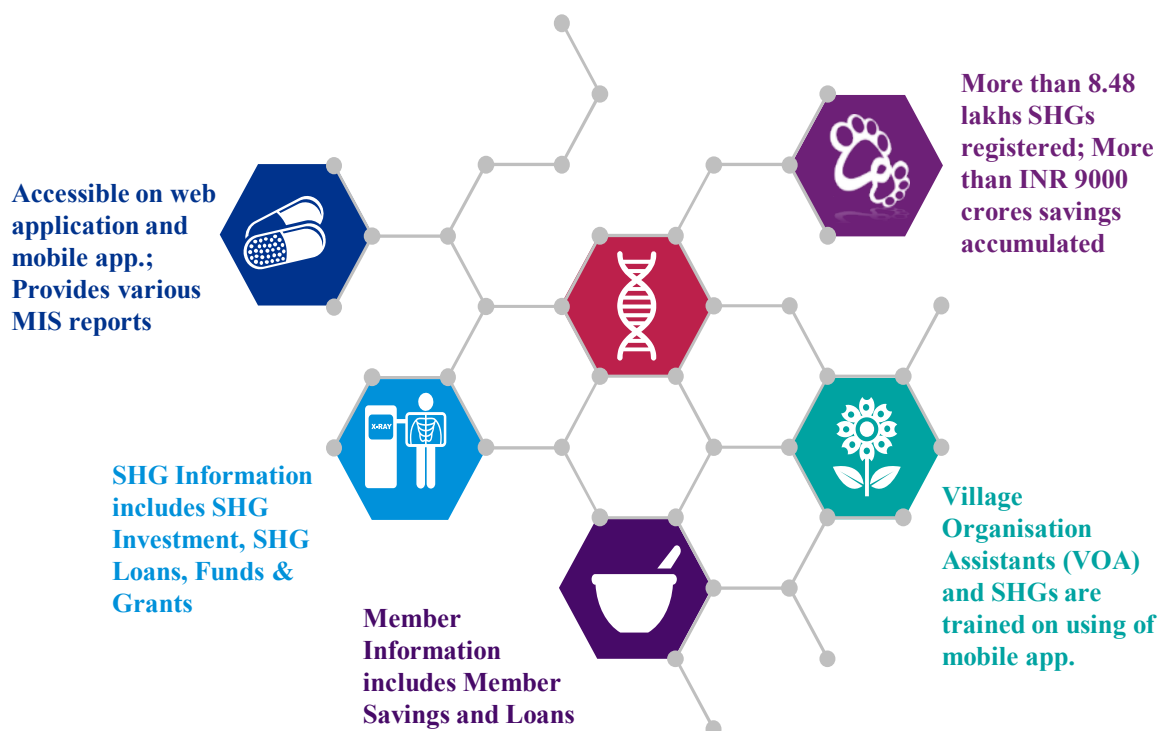 Accessible on web
application and
mobile app.;
Provides various
MIS reports
More than 8.48
lakhs SHGs
registered; More
than INR 9000
crores savings
accumulated
X-RAY
SHG Information
includes SHG
Investment, SHG
Loans, Funds &
Grants
Member
Information
includes Member
Savings and Loans
Village
Organisation
Assistants (VOA)
and SHGs are
trained on using of
mobile app.